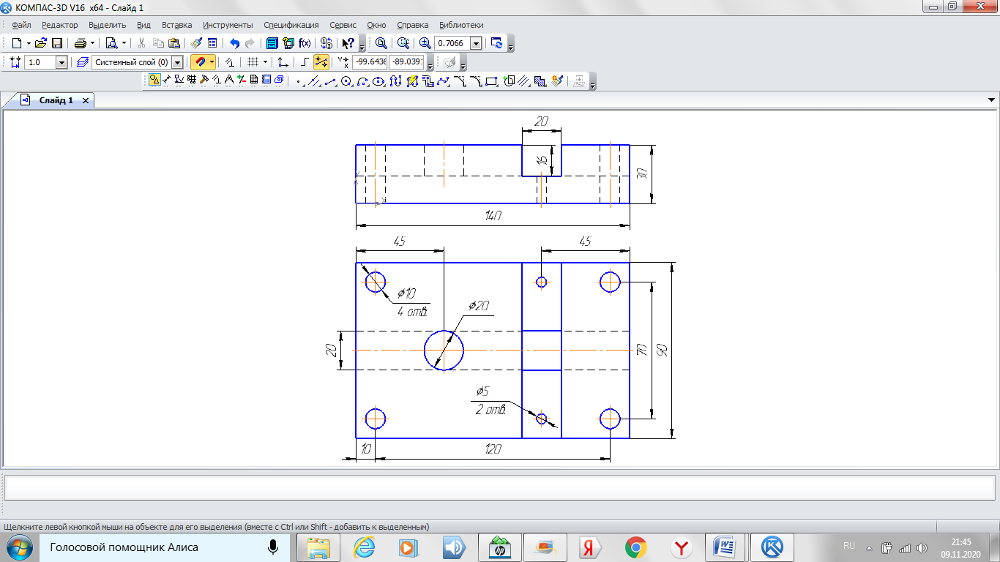 КОМПАС-3D V16 x64 - Слайд 1
Файл Редактор Выделить Вид Вставка Инструменты Спецификация Сервис Окно Справка Библиотеки
f(x) 0.7066
1.0 Системный слой (0) -99.6436 -89.0391
Слайд 1
20
16
30
140
45 45
⌀10
4 отв.
⌀20
20
70
90
⌀5
2 отв.
10 120
Щелкните левой кнопкой мыши на объекте для его выделения (вместе с Ctrl или Shift - добавить к выделенным)
Голосовой помощник Алиса
RU
21:45
09.11.2020